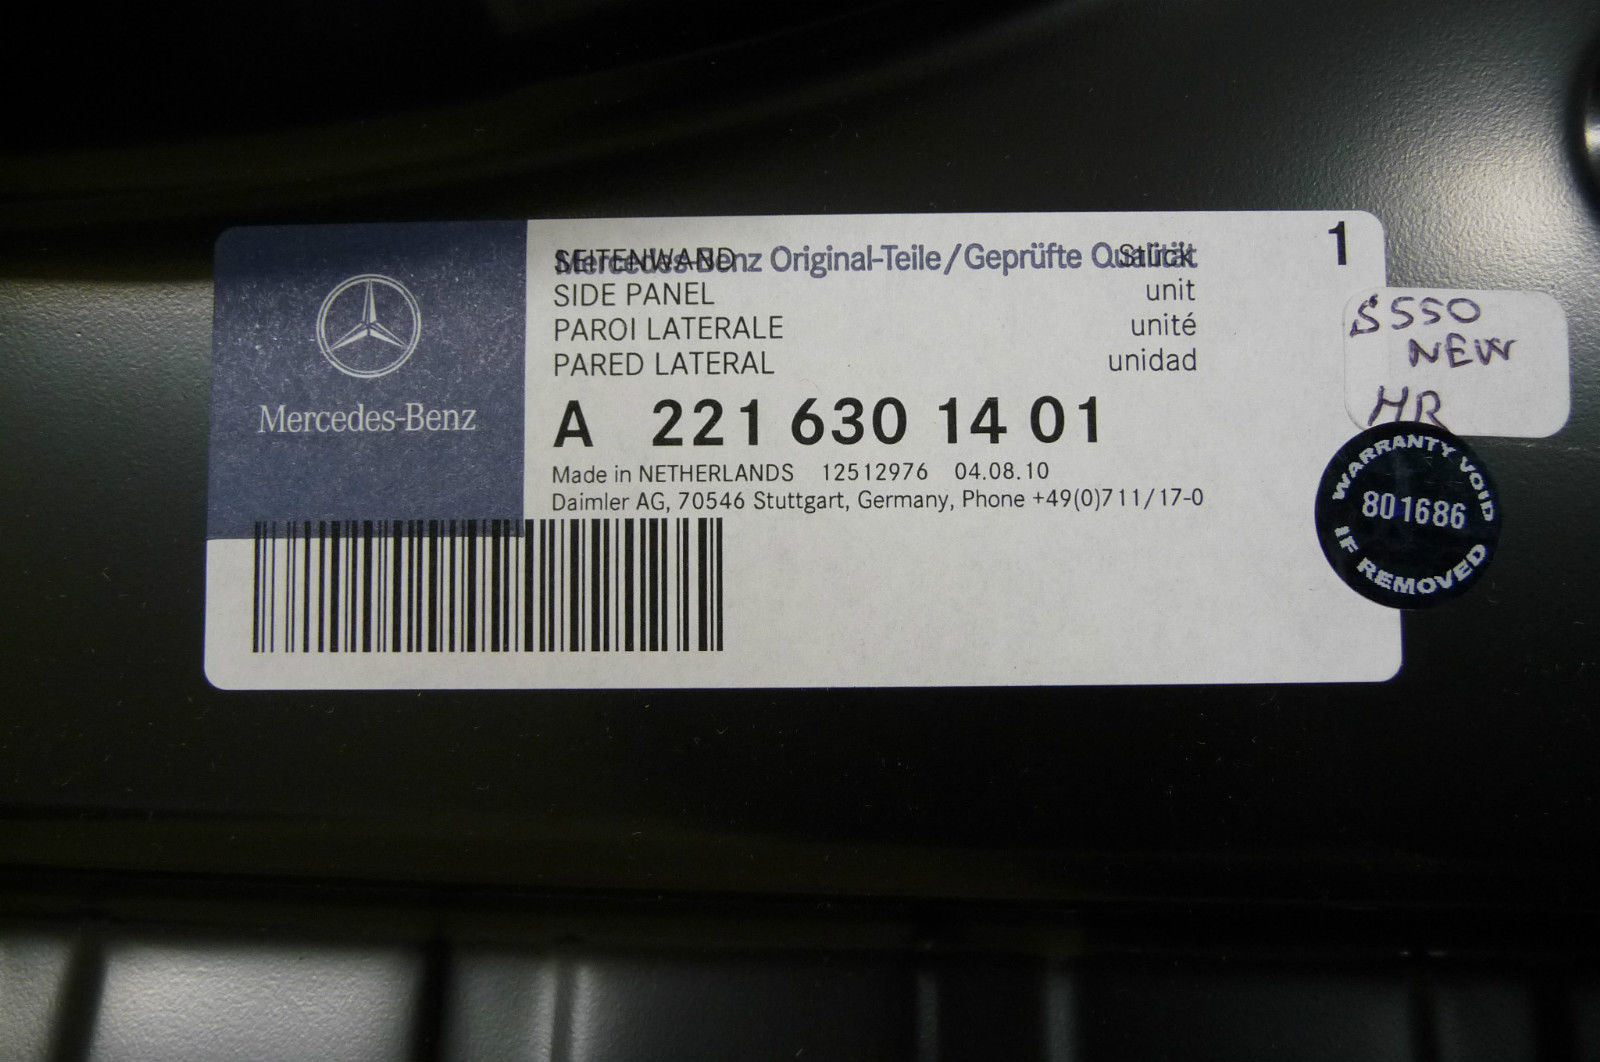 Mercedes-Benz
Mercedes-Benz Original-Teile/Geprüfte Qualität
SEITENWAND Stück 1
SIDE PANEL unit
PAROI LATERALE unité
PARED LATERAL unidad
A 221 630 14 01
Made in NETHERLANDS 12512976 04.08.10
Daimler AG, 70546 Stuttgart, Germany, Phone +49(0)711/17-0
S550
NEW
HR
WARRANTY VOID
801686
IF REMOVED